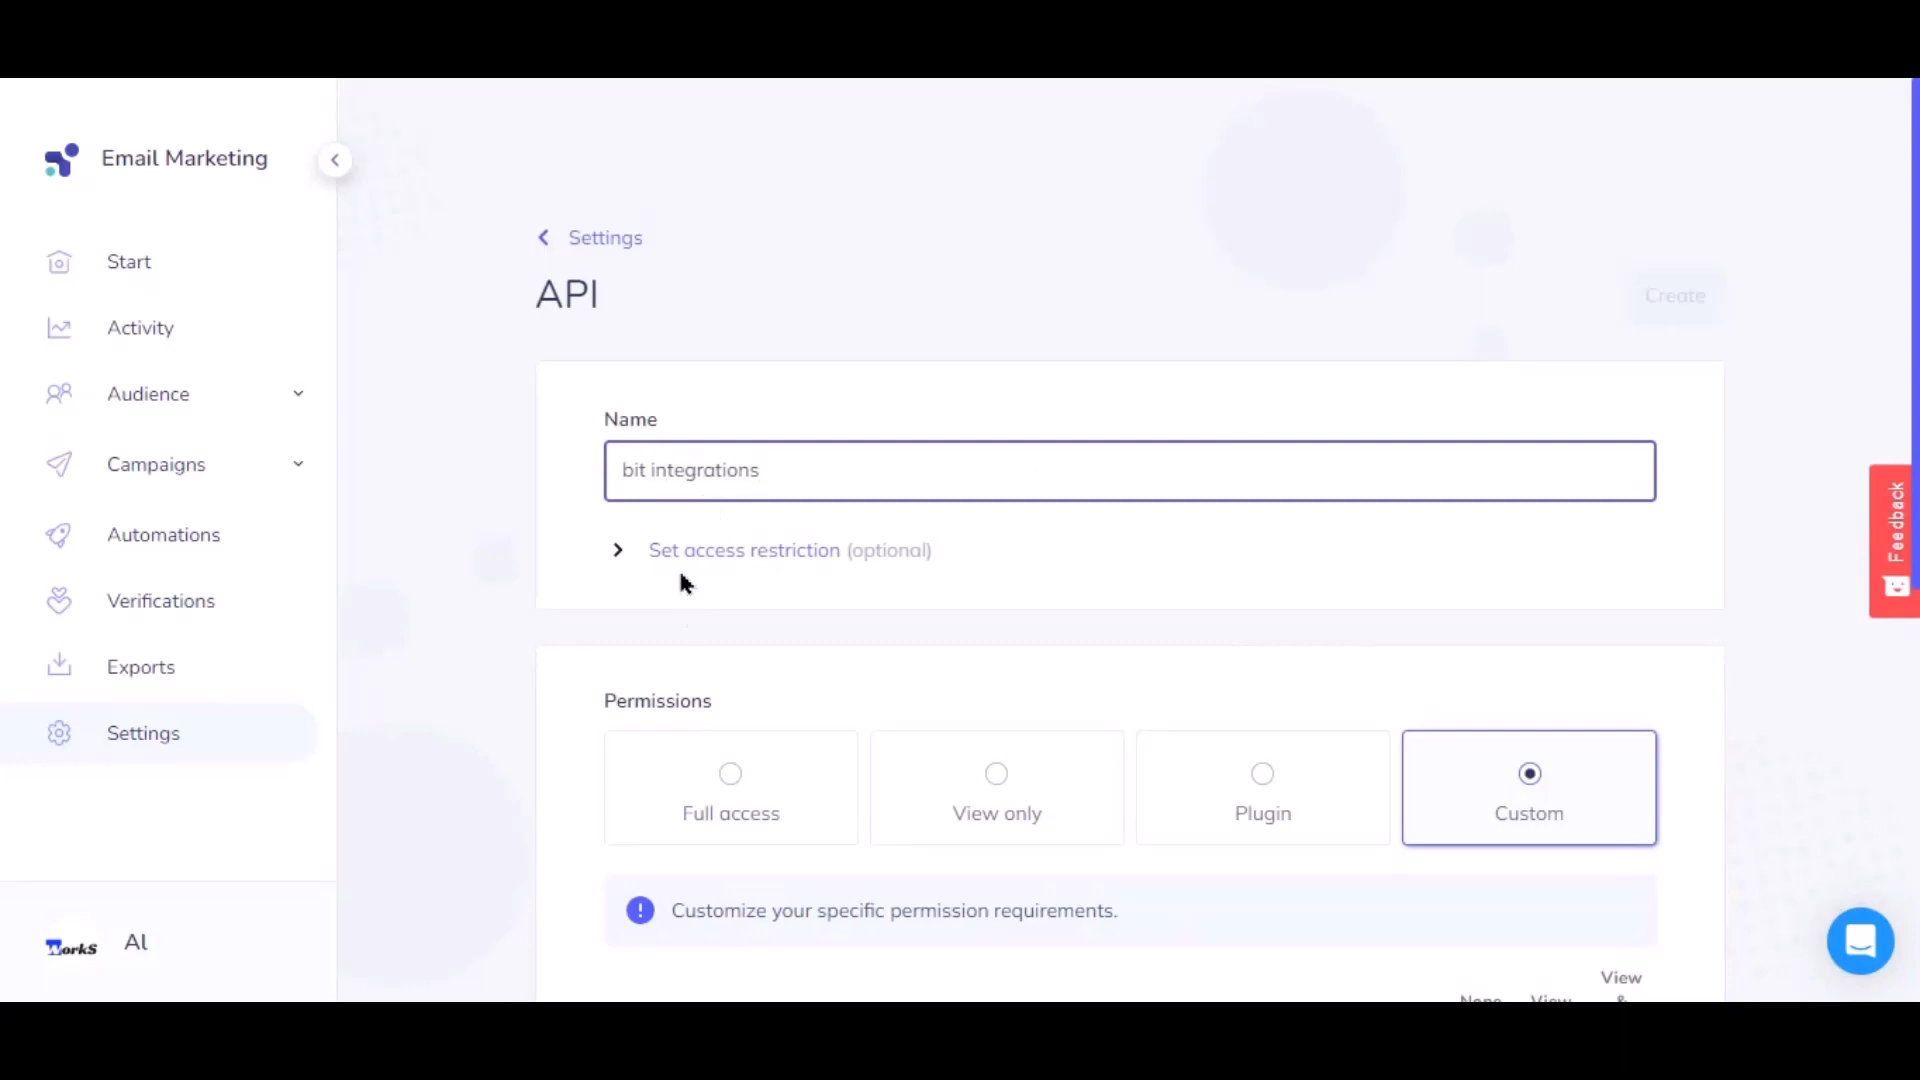 Email Marketing
Start
Activity
Audience
Campaigns
Automations
Verifications
Exports
Settings
WorkS
Al
Settings
API
Create
Name
bit integrations
Set access restriction (optional)
Permissions
Full access
View only
Plugin
Custom
Customize your specific permission requirements.
View
None View &
Feedback